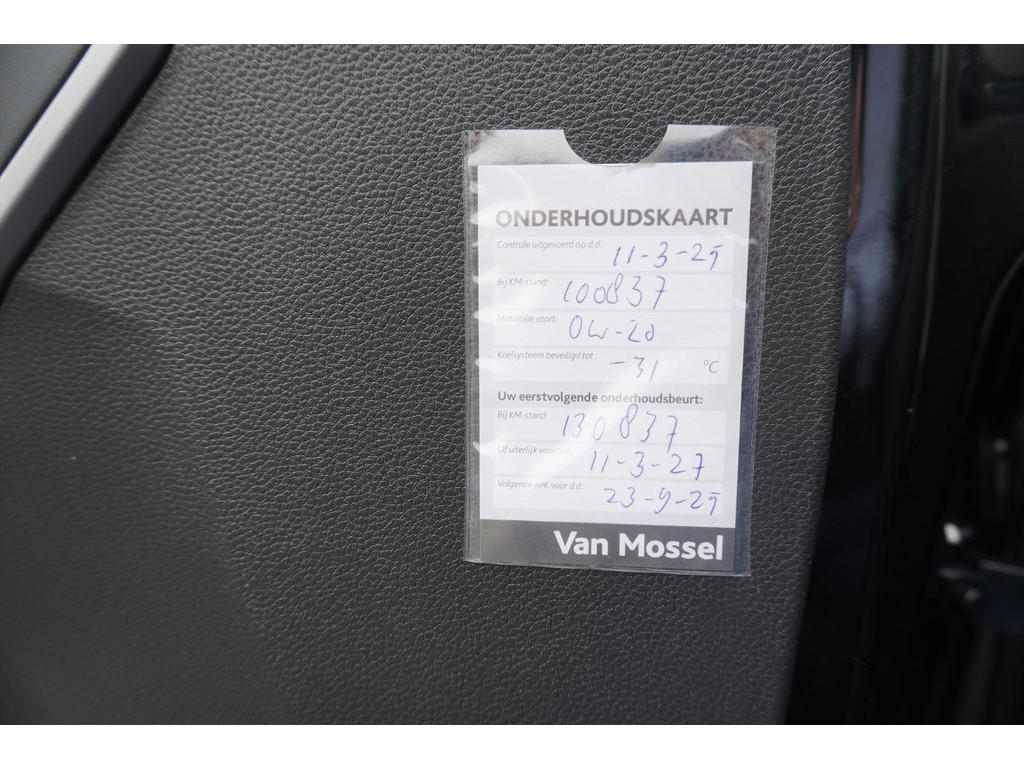 ONDERHOUDSKAART
Controle uitgevoerd op d.d.: 11-3-25
Bij KM-stand: 100837
Motorolie soort: 0W-20
Koelsysteem beveiligd tot: -31 °C
Uw eerstvolgende onderhoudsbeurt:
Bij KM-stand: 130837
Of uiterlijk voor d.d.: 11-3-27
Volgende APK voor d.d.: 23-9-25
Van Mossel